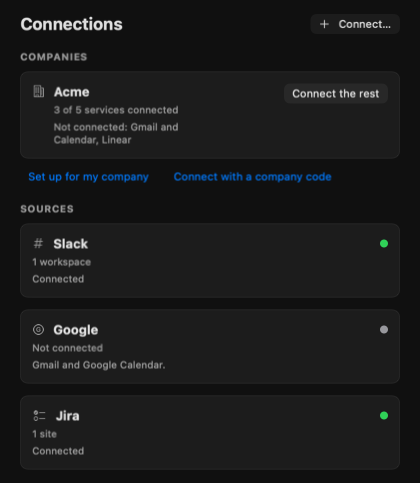 Connections
+ Connect...
COMPANIES
Acme
Connect the rest
3 of 5 services connected
Not connected: Gmail and
Calendar, Linear
Set up for my company
Connect with a company code
SOURCES
# Slack
1 workspace
Connected
Google
Not connected
Gmail and Google Calendar.
Jira
1 site
Connected